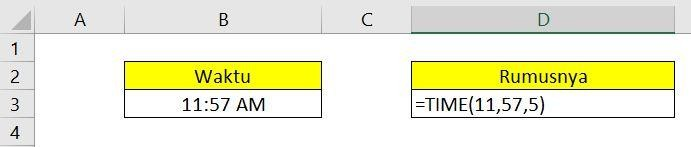 A B C D
1
2 Waktu Rumusnya
3 11:57 AM =TIME(11,57,5)
4